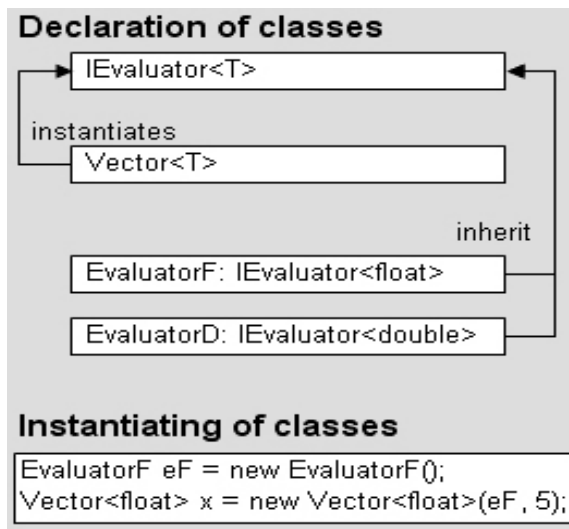 Declaration of classes
IEvaluator<T>
instantiates
Vector<T>
inherit
EvaluatorF: IEvaluator<float>
EvaluatorD: IEvaluator<double>
Instantiating of classes
EvaluatorF eF = new EvaluatorF();
Vector<float> x = new Vector<float>(eF, 5);